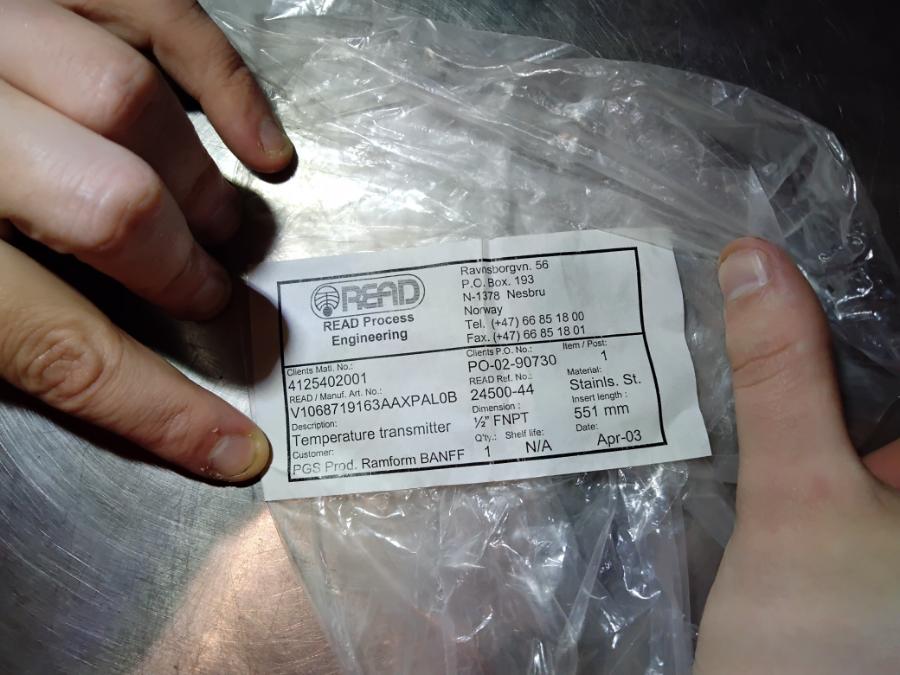 READ
READ Process
Engineering
Ravnsborgvn. 56
P.O. Box. 193
N-1378 Nesbru
Norway
Tel. (+47) 66 85 18 00
Fax. (+47) 66 85 18 01
Clients Matl. No.:
4125402001
Clients P.O. No.:
PO-02-90730
Item / Post:
1
READ / Manuf. Art. No.:
V1068719163AAXPAL0B
READ Ref. No.:
24500-44
Material:
Stainls. St.
Description:
Temperature transmitter
Dimension :
½" FNPT
Insert length :
551 mm
Customer:
PGS Prod. Ramform BANFF
Q'ty.:
1
Shelf life:
N/A
Date:
Apr-03